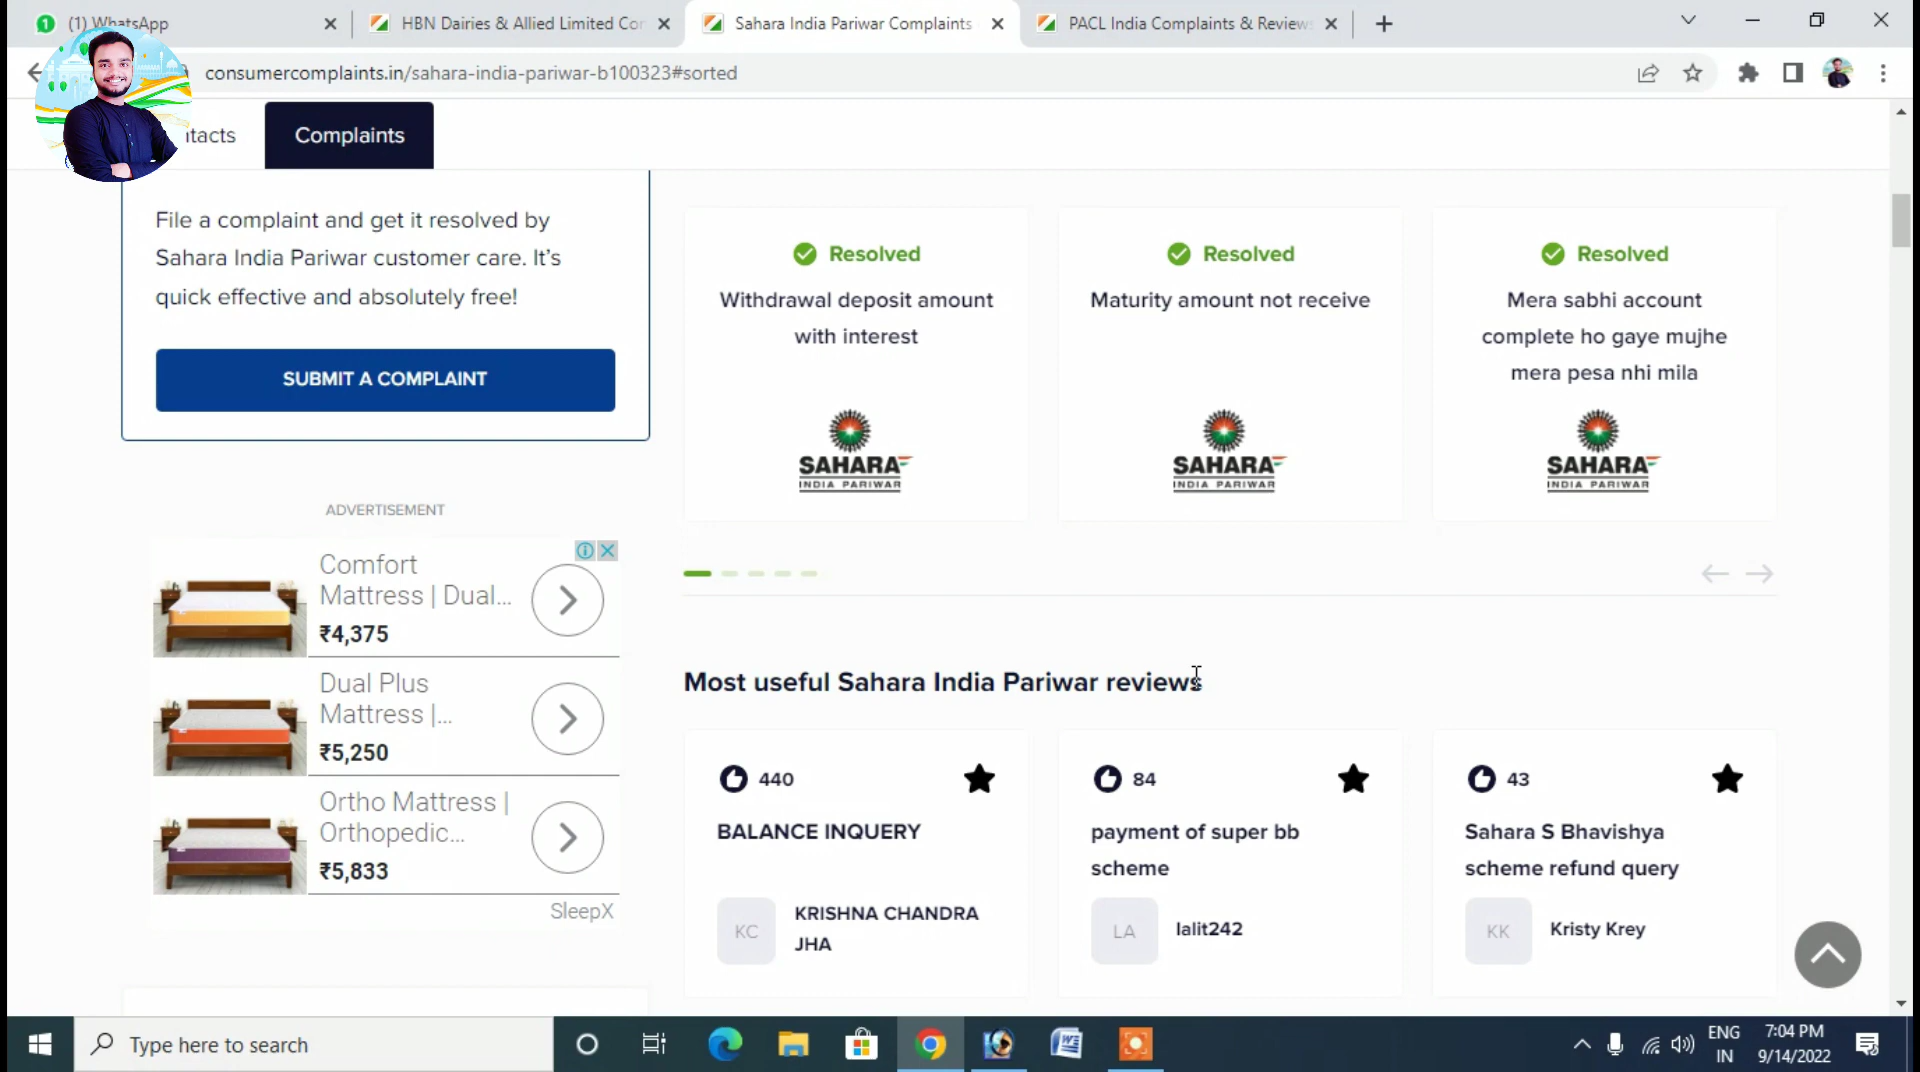 (1) WhatsApp
HBN Dairies & Allied Limited Cor
Sahara India Pariwar Complaints
PACL India Complaints & Reviews
consumercomplaints.in/sahara-india-pariwar-b100323#sorted
tacts
Complaints
File a complaint and get it resolved by
Sahara India Pariwar customer care. It's
quick effective and absolutely free!
SUBMIT A COMPLAINT
ADVERTISEMENT
Comfort
Mattress | Dual...
₹4,375
Dual Plus
Mattress |...
₹5,250
Ortho Mattress |
Orthopedic...
₹5,833
SleepX
Resolved
Withdrawal deposit amount
with interest
SAHARA
INDIA PARIWAR
Resolved
Maturity amount not receive
SAHARA
INDIA PARIWAR
Resolved
Mera sabhi account
complete ho gaye mujhe
mera pesa nhi mila
SAHARA
INDIA PARIWAR
Most useful Sahara India Pariwar reviews
440
BALANCE INQUERY
KC
KRISHNA CHANDRA
JHA
84
payment of super bb
scheme
LA
lalit242
43
Sahara S Bhavishya
scheme refund query
KK
Kristy Krey
Type here to search
ENG
IN
7:04 PM
9/14/2022